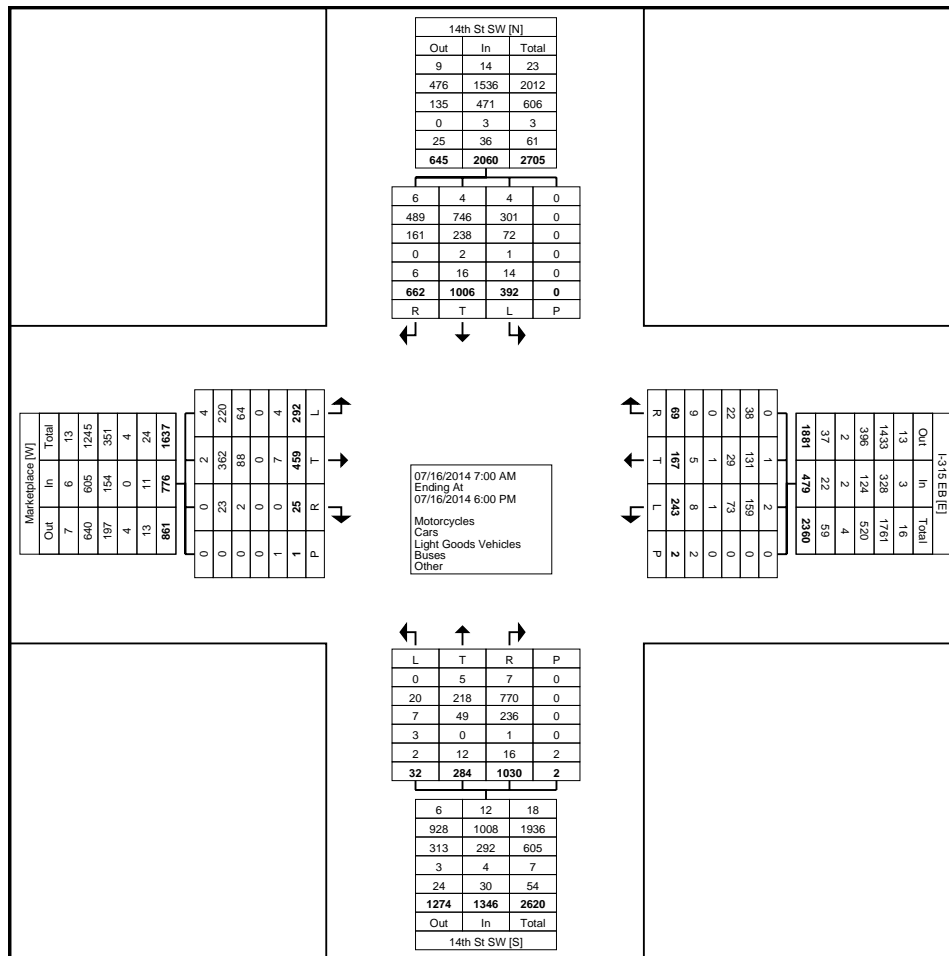 14th St SW [N]
Out In Total
9 14 23
476 1536 2012
135 471 606
0 3 3
25 36 61
645 2060 2705
6 4 4 0
489 746 301 0
161 238 72 0
0 2 1 0
6 16 14 0
662 1006 392 0
R T L P
Marketplace [W]
Out In Total
7 6 13
640 605 1245
197 154 351
4 0 4
13 11 24
861 776 1637
0 0 2 4
0 23 362 220
0 2 88 64
0 0 0 0
1 0 7 4
1 25 459 292
P R T L
07/16/2014 7:00 AM
Ending At
07/16/2014 6:00 PM
Motorcycles
Cars
Light Goods Vehicles
Buses
Other
I-315 EB [E]
Out In Total
13 3 16
1433 328 1761
396 124 520
2 2 4
37 22 59
1881 479 2360
0 1 2 0
38 131 159 0
22 29 73 0
0 1 1 0
9 5 8 2
69 167 243 2
R T L P
L T R P
0 5 7 0
20 218 770 0
7 49 236 0
3 0 1 0
2 12 16 2
32 284 1030 2
6 12 18
928 1008 1936
313 292 605
3 4 7
24 30 54
1274 1346 2620
Out In Total
14th St SW [S]